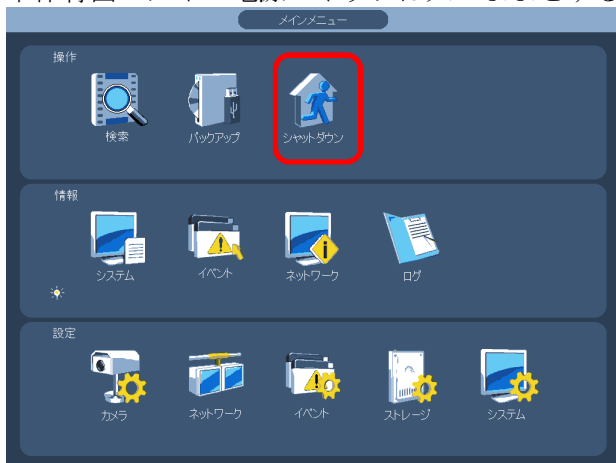 メインメニュー
操作
検索 バックアップ シャットダウン
情報
システム イベント ネットワーク ログ
設定
カメラ ネットワーク イベント ストレージ システム